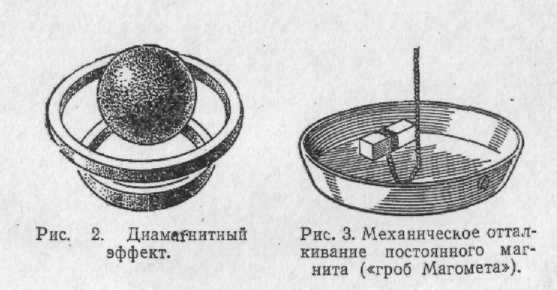 Рис. 2. Диамагнитный
эффект.
Рис. 3. Механическое оттал-
кивание постоянного маг-
нита («гроб Магомета»).